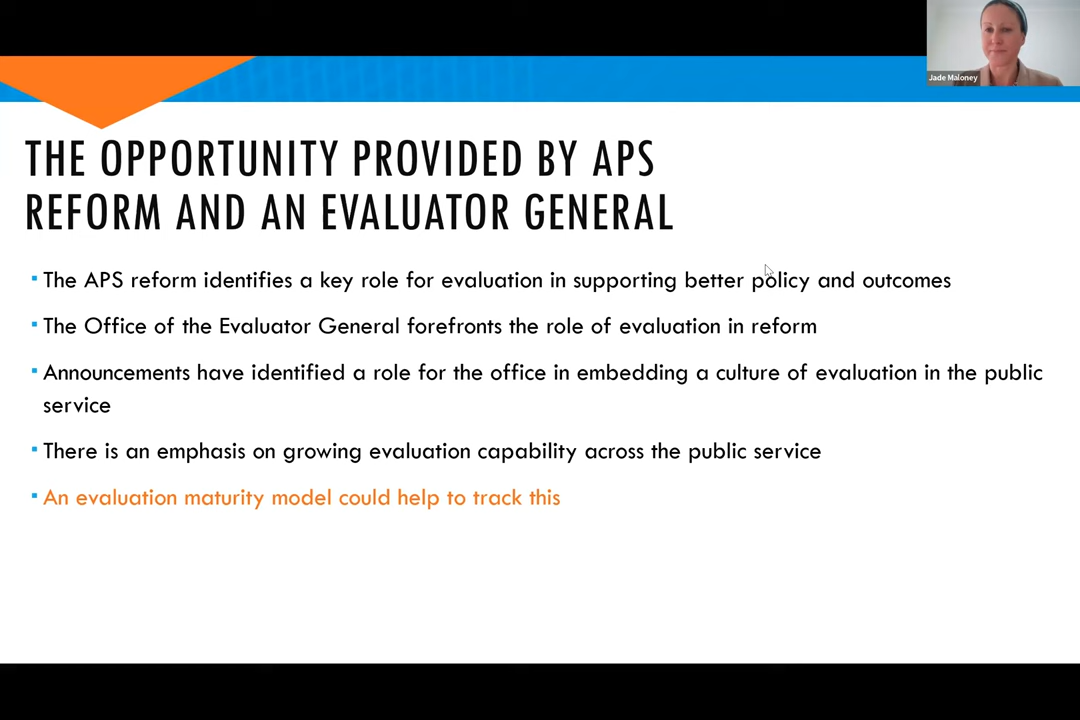 Jade Maloney
THE OPPORTUNITY PROVIDED BY APS
REFORM AND AN EVALUATOR GENERAL
The APS reform identifies a key role for evaluation in supporting better policy and outcomes
The Office of the Evaluator General forefronts the role of evaluation in reform
Announcements have identified a role for the office in embedding a culture of evaluation in the public
service
There is an emphasis on growing evaluation capability across the public service
An evaluation maturity model could help to track this